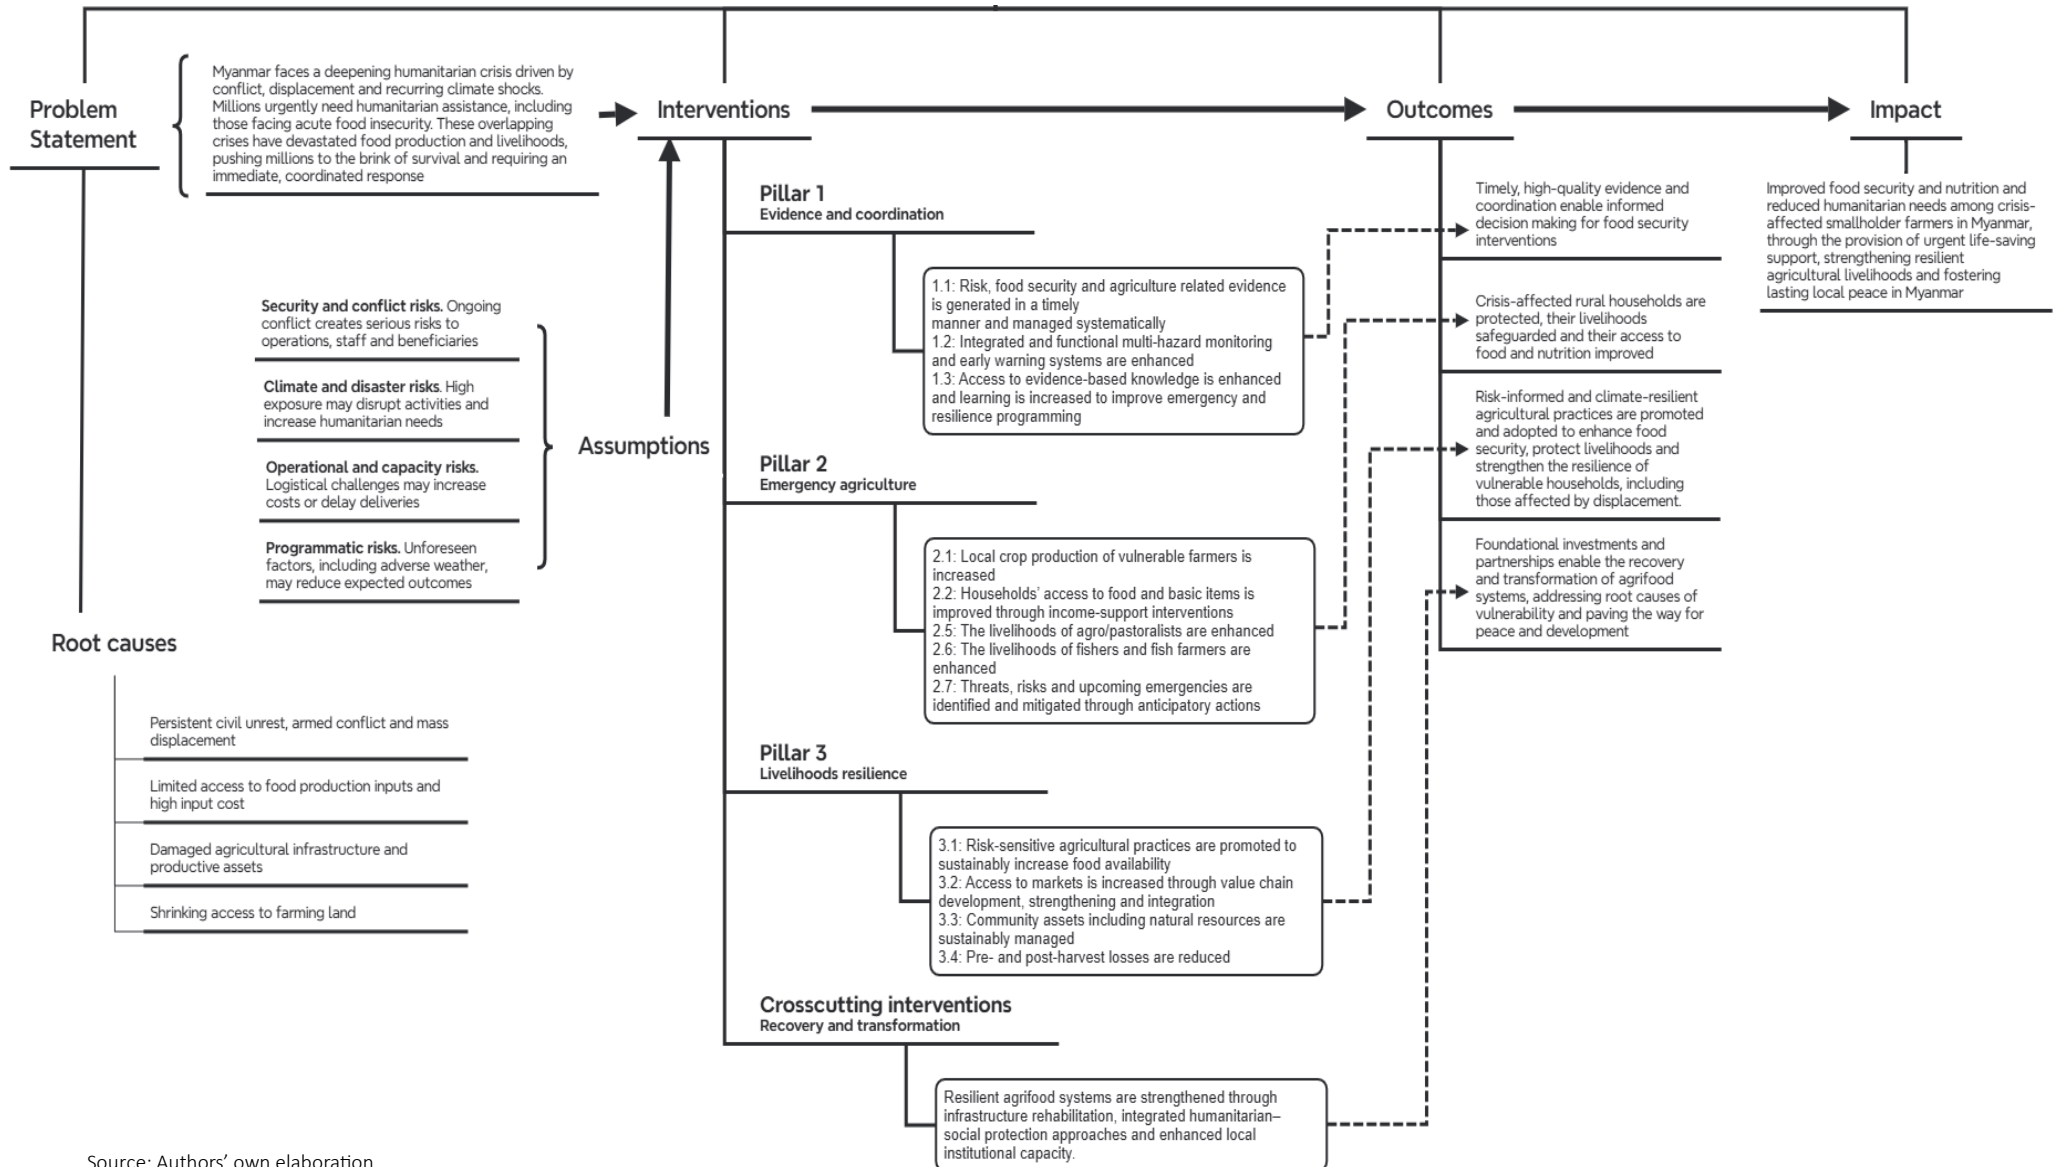 Problem
Statement
Myanmar faces a deepening humanitarian crisis driven by
conflict, displacement and recurring climate shocks.
Millions urgently need humanitarian assistance, including
those facing acute food insecurity. These overlapping
crises have devastated food production and livelihoods,
pushing millions to the brink of survival and requiring an
immediate, coordinated response
Security and conflict risks. Ongoing
conflict creates serious risks to
operations, staff and beneficiaries
Climate and disaster risks. High
exposure may disrupt activities and
increase humanitarian needs
Operational and capacity risks.
Logistical challenges may increase
costs or delay deliveries
Programmatic risks. Unforeseen
factors, including adverse weather,
may reduce expected outcomes
Assumptions
Root causes
Persistent civil unrest, armed conflict and mass
displacement
Limited access to food production inputs and
high input cost
Damaged agricultural infrastructure and
productive assets
Shrinking access to farming land
Interventions
Pillar 1
Evidence and coordination
1.1: Risk, food security and agriculture related evidence
is generated in a timely
manner and managed systematically
1.2: Integrated and functional multi-hazard monitoring
and early warning systems are enhanced
1.3: Access to evidence-based knowledge is enhanced
and learning is increased to improve emergency and
resilience programming
Pillar 2
Emergency agriculture
2.1: Local crop production of vulnerable farmers is
increased
2.2: Households' access to food and basic items is
improved through income-support interventions
2.5: The livelihoods of agro/pastoralists are enhanced
2.6: The livelihoods of fishers and fish farmers are
enhanced
2.7: Threats, risks and upcoming emergencies are
identified and mitigated through anticipatory actions
Pillar 3
Livelihoods resilience
3.1: Risk-sensitive agricultural practices are promoted to
sustainably increase food availability
3.2: Access to markets is increased through value chain
development, strengthening and integration
3.3: Community assets including natural resources are
sustainably managed
3.4: Pre- and post-harvest losses are reduced
Crosscutting interventions
Recovery and transformation
Resilient agrifood systems are strengthened through
infrastructure rehabilitation, integrated humanitarian–
social protection approaches and enhanced local
institutional capacity.
Outcomes
Timely, high-quality evidence and
coordination enable informed
decision making for food security
interventions
Crisis-affected rural households are
protected, their livelihoods
safeguarded and their access to
food and nutrition improved
Risk-informed and climate-resilient
agricultural practices are promoted
and adopted to enhance food
security, protect livelihoods and
strengthen the resilience of
vulnerable households, including
those affected by displacement.
Foundational investments and
partnerships enable the recovery
and transformation of agrifood
systems, addressing root causes of
vulnerability and paving the way for
peace and development
Impact
Improved food security and nutrition and
reduced humanitarian needs among crisis-
affected smallholder farmers in Myanmar,
through the provision of urgent life-saving
support, strengthening resilient
agricultural livelihoods and fostering
lasting local peace in Myanmar
Source: Authors' own elaboration